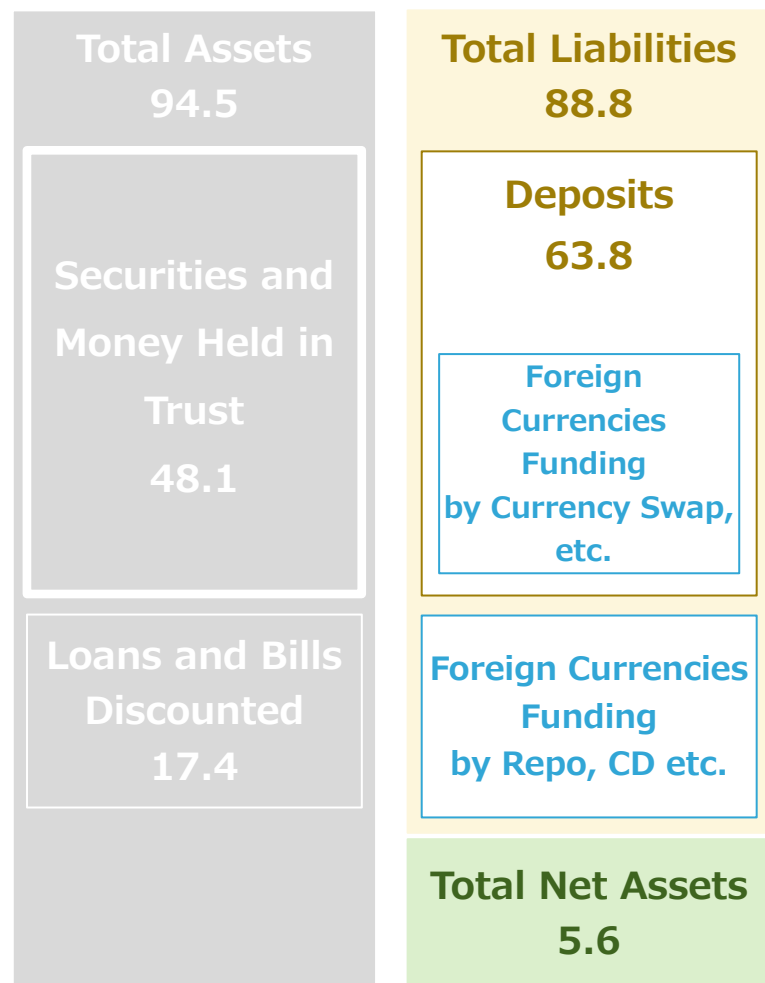 Total Assets
94.5
Securities and
Money Held in
Trust
48.1
Loans and Bills
Discounted
17.4
Total Liabilities
88.8
Deposits
63.8
Foreign
Currencies
Funding
by Currency Swap,
etc.
Foreign Currencies
Funding
by Repo, CD etc.
Total Net Assets
5.6